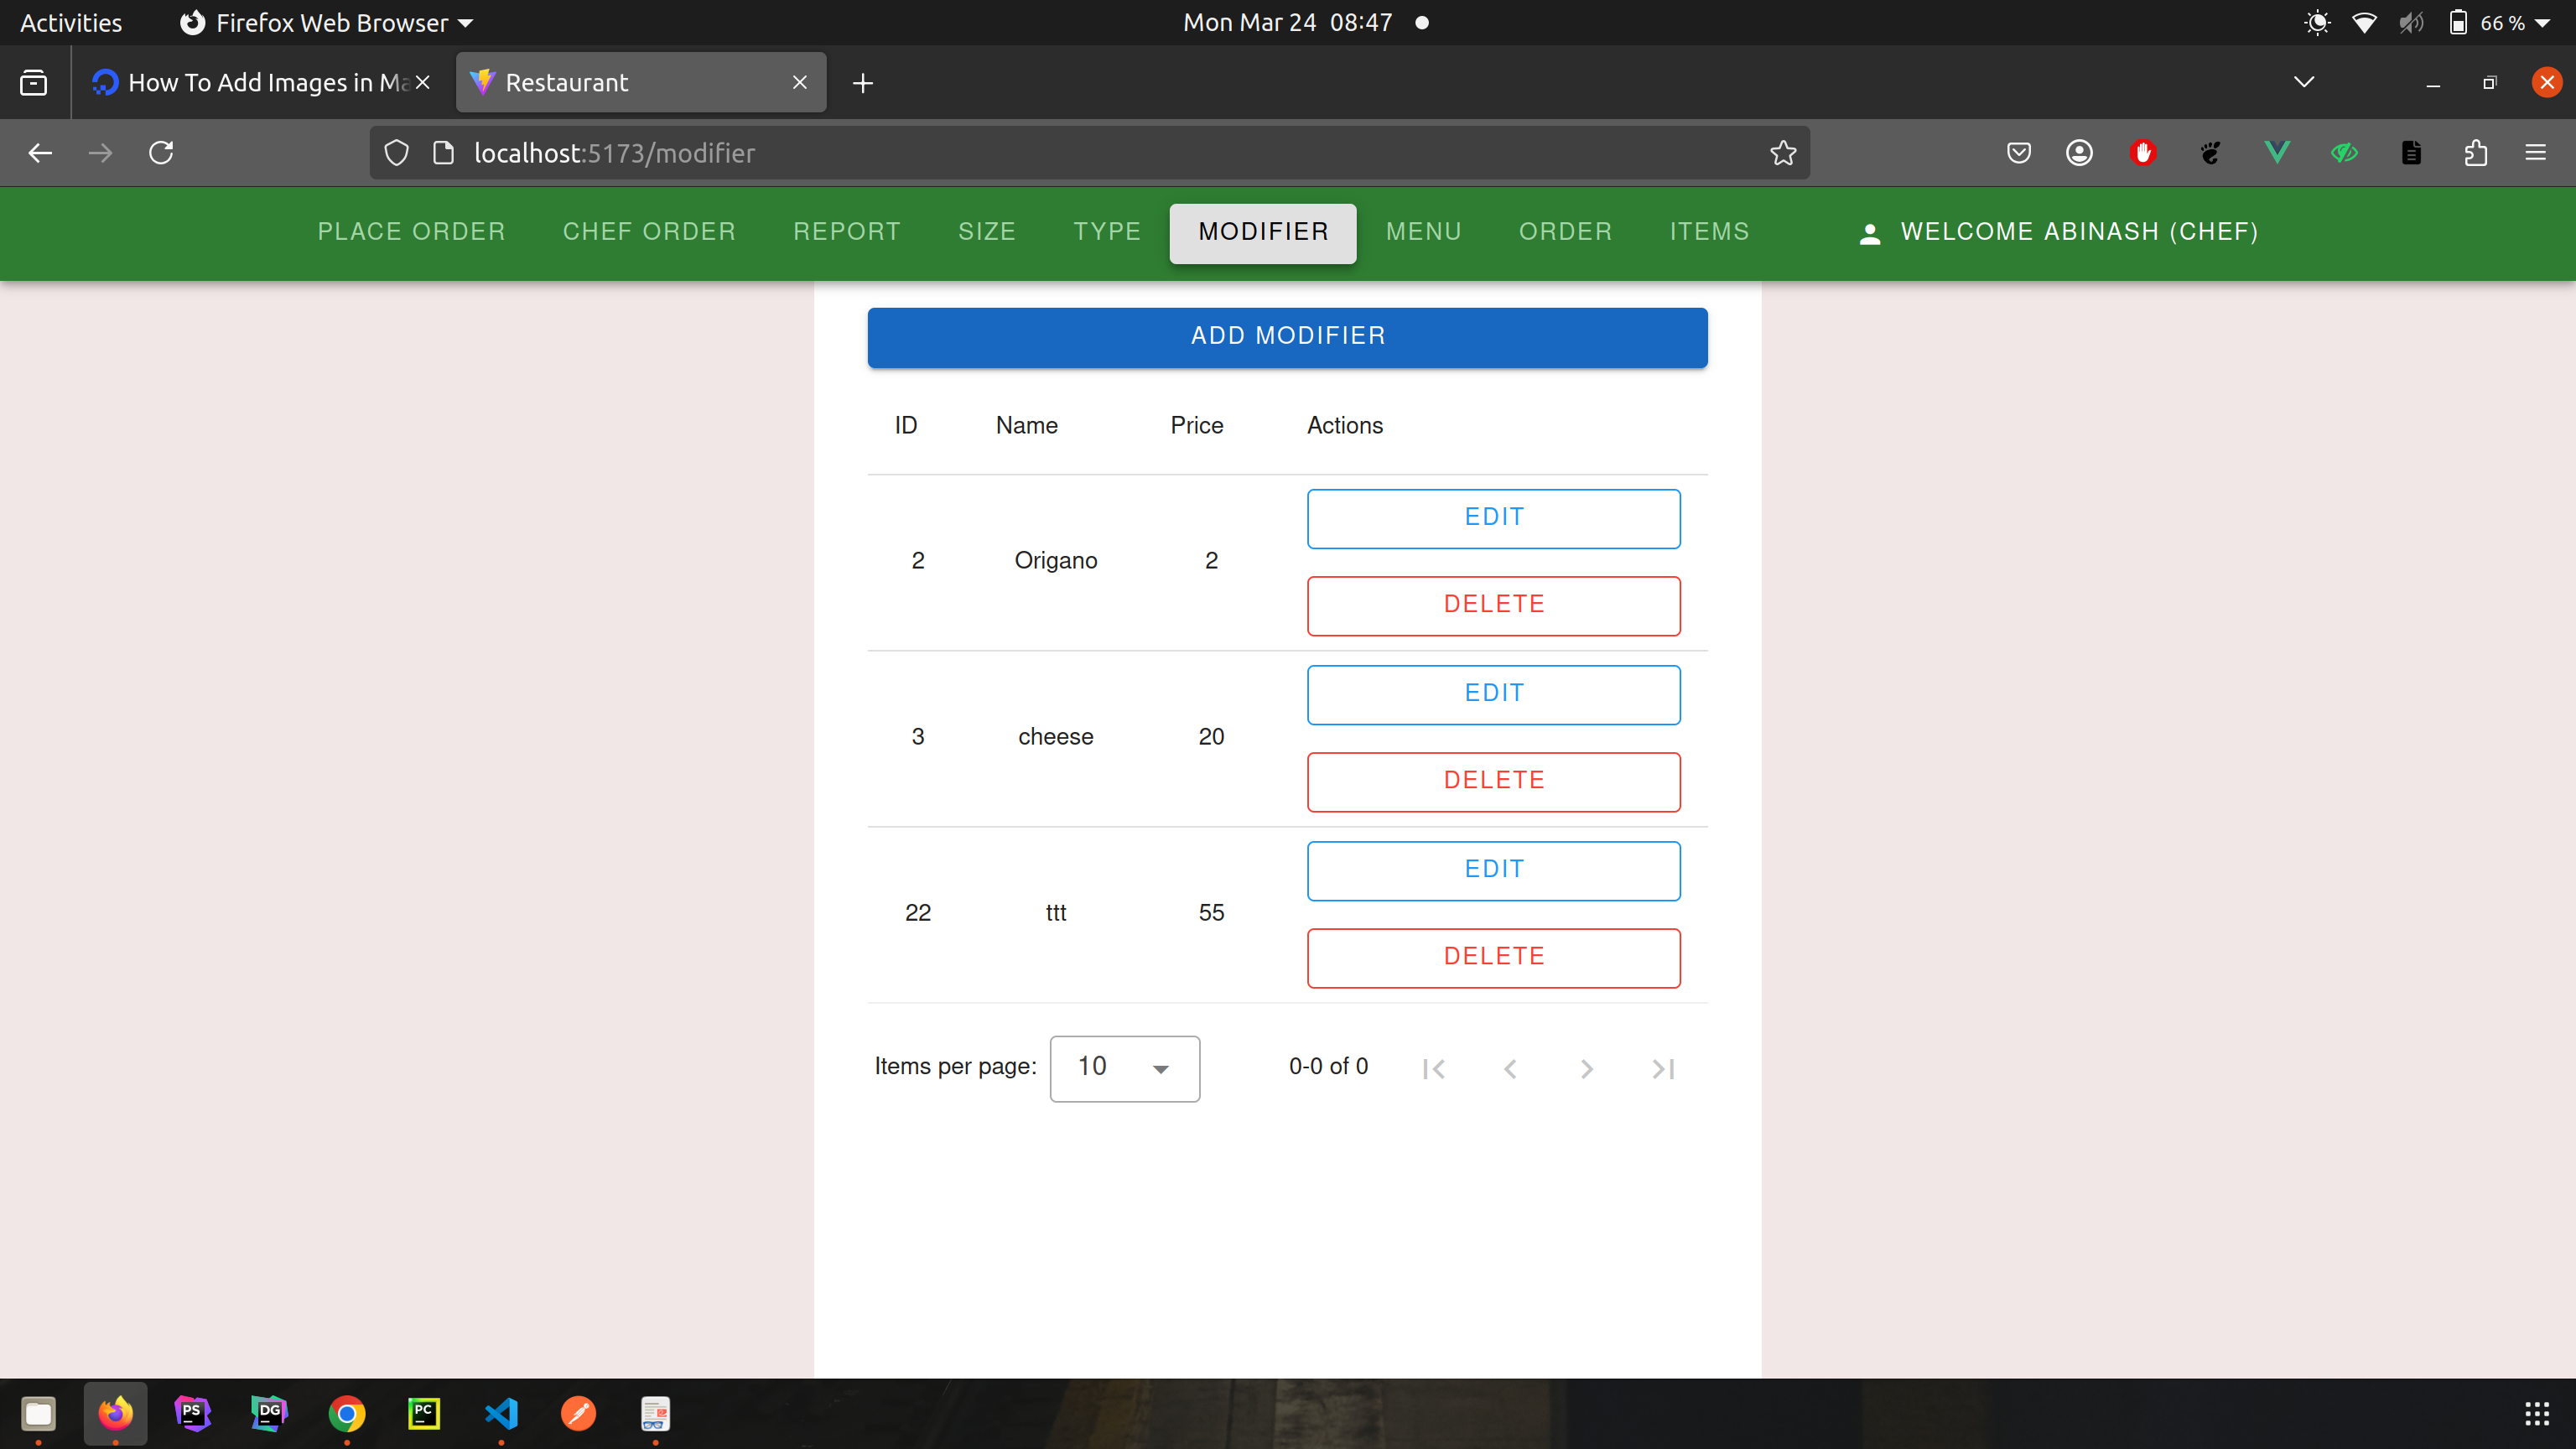 Activities Firefox Web Browser Mon Mar 24 08:47 66 %
How To Add Images in Ma Restaurant
localhost:5173/modifier
PLACE ORDER CHEF ORDER REPORT SIZE TYPE MODIFIER MENU ORDER ITEMS WELCOME ABINASH (CHEF)
ADD MODIFIER
ID Name Price Actions
EDIT
2 Origano 2
DELETE
EDIT
3 cheese 20
DELETE
EDIT
22 ttt 55
DELETE
Items per page: 10 0-0 of 0
PS DG PC